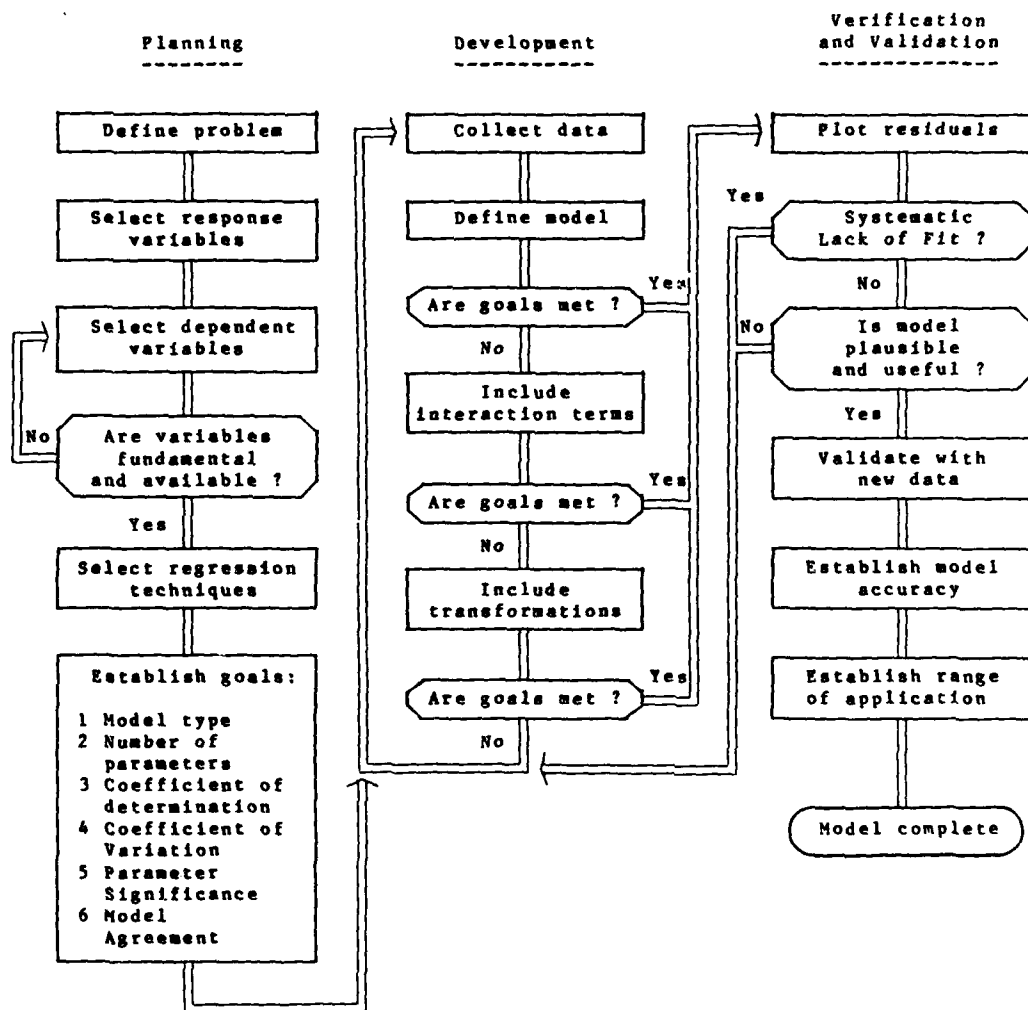 Planning
Define problem
Select response
variables
Select dependent
variables
No
Are variables
fundamental
and available ?
Yes
Select regression
techniques
Establish goals:
1 Model type
2 Number of
parameters
3 Coefficient of
determination
4 Coefficient of
Variation
5 Parameter
Significance
6 Model
Agreement
Development
Collect data
Define model
Are goals met ?
Yes
No
Include
interaction terms
Are goals met ?
Yes
No
Include
transformations
Are goals met ?
Yes
No
Verification
and Validation
Plot residuals
Yes
Systematic
Lack of Fit ?
No
No
Is model
plausible
and useful ?
Yes
Validate with
new data
Establish model
accuracy
Establish range
of application
Model complete